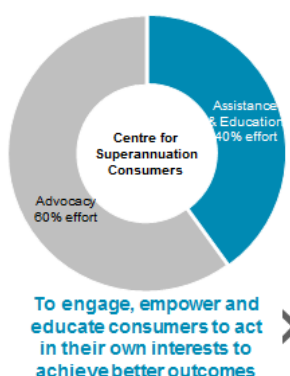 Assistance
& Education
40% effort
Centre for
Superannuation
Consumers
Advocacy
60% effort
To engage, empower and
educate consumers to act
in their own interests to
achieve better outcomes